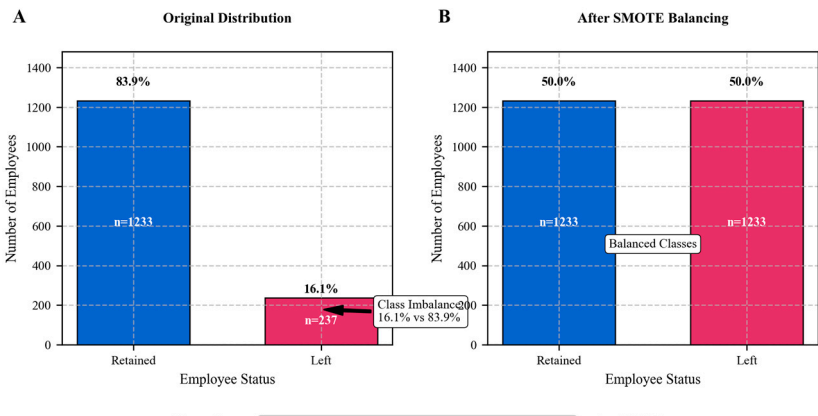 A
Original Distribution
1400
1200
1000
800
600
400
200
0
Number of Employees
83.9%
n=1233
16.1%
n=237
Class Imbalance
16.1% vs 83.9%
Retained
Left
Employee Status
B
After SMOTE Balancing
1400
1200
1000
800
600
400
200
0
Number of Employees
50.0%
50.0%
n=1233
n=1233
Balanced Classes
Retained
Left
Employee Status